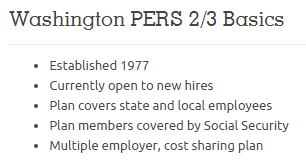 Washington PERS 2/3 Basics
• Established 1977
• Currently open to new hires
• Plan covers state and local employees
• Plan members covered by Social Security
• Multiple employer, cost sharing plan